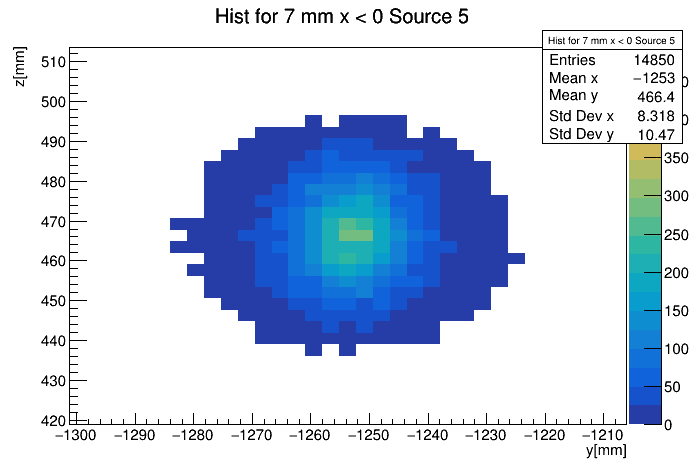 Hist for 7 mm x < 0 Source 5
z[mm]
510
500
490
480
470
460
450
440
430
420
Hist for 7 mm x < 0 Source 5
Entries 14850
Mean x −1253
Mean y 466.4
Std Dev x 8.318
Std Dev y 10.47
350
300
250
200
150
100
50
0
−1300 −1290 −1280 −1270 −1260 −1250 −1240 −1230 −1220 −1210
y[mm]